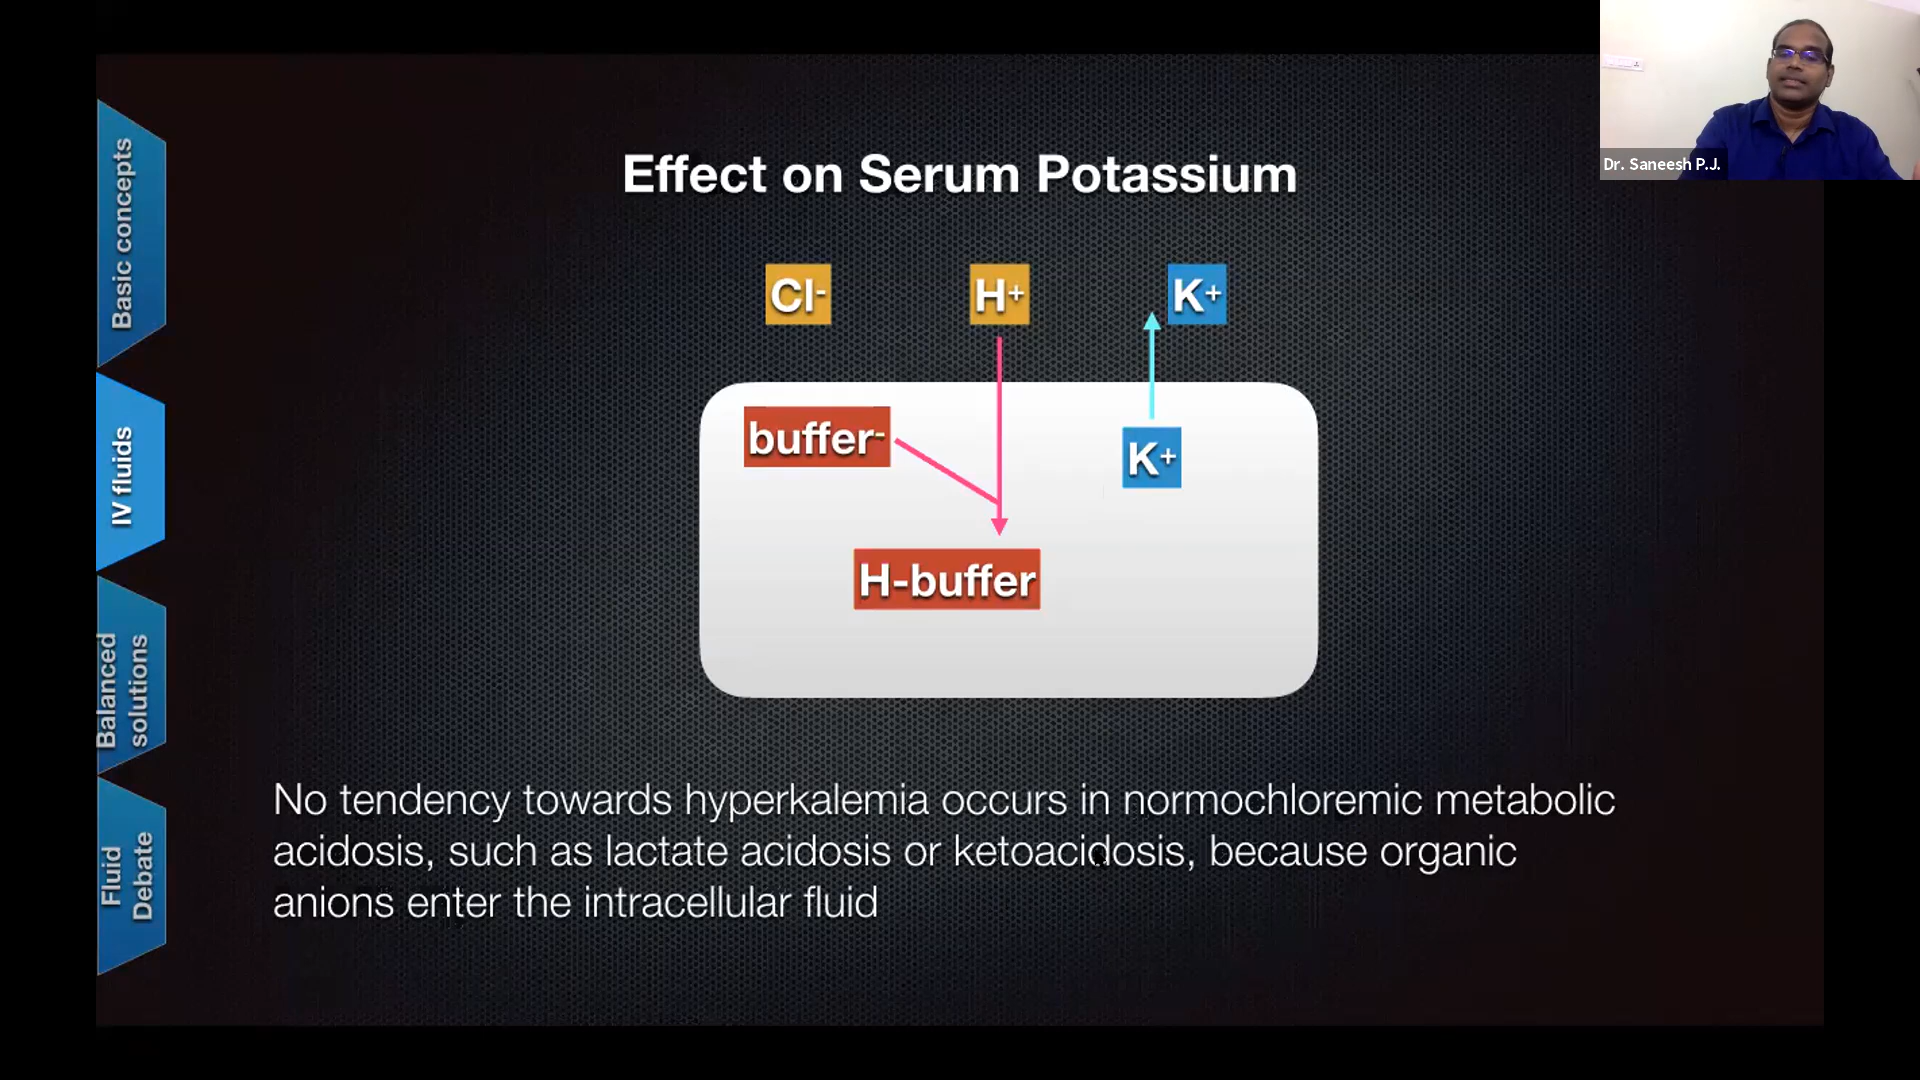 Dr. Saneesh P.J.
Basic concepts
IV fluids
Balanced
solutions
Fluid
Debate
Effect on Serum Potassium
Cl-
H+
K+
buffer-
K+
H-buffer
No tendency towards hyperkalemia occurs in normochloremic metabolic
acidosis, such as lactate acidosis or ketoacidosis, because organic
anions enter the intracellular fluid